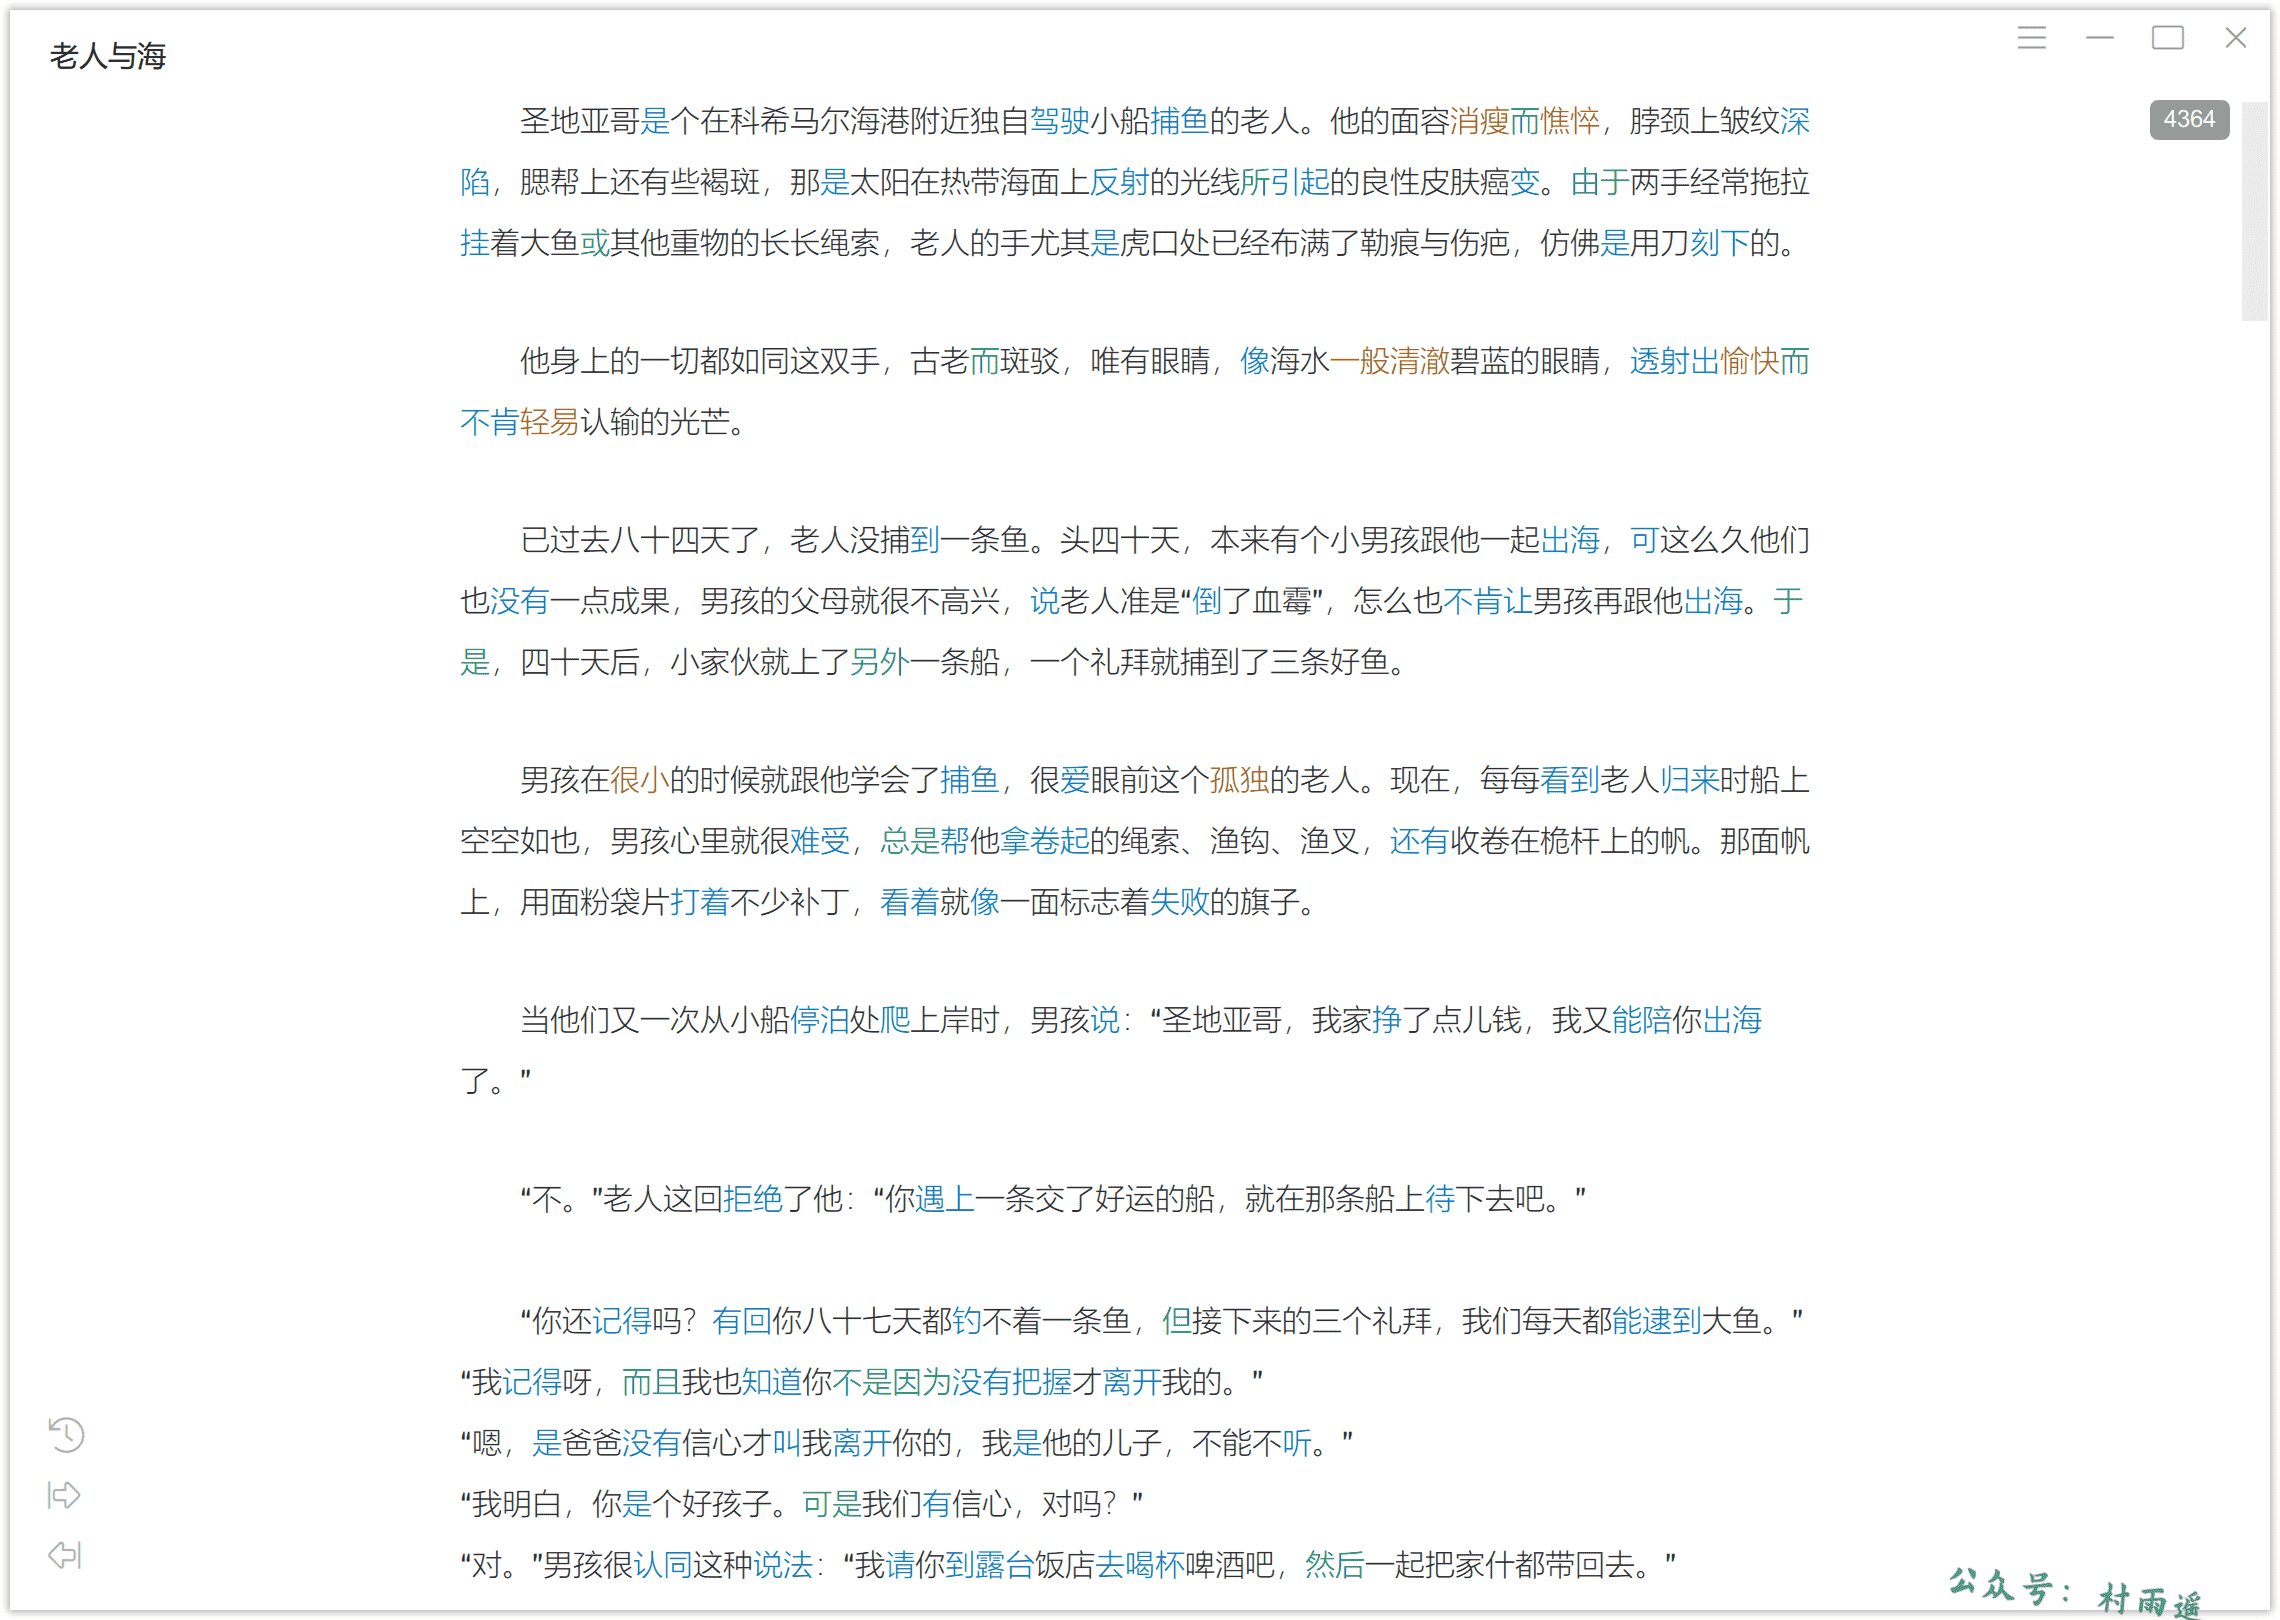 老人与海
4364
圣地亚哥是个在科希马尔海港附近独自驾驶小船捕鱼的老人。他的面容消瘦而憔悴，脖颈上皱纹深
陷，腮帮上还有些褐斑，那是太阳在热带海面上反射的光线所引起的良性皮肤癌变。由于两手经常拖拉
挂着大鱼或其他重物的长长绳索，老人的手尤其是虎口处已经布满了勒痕与伤疤，仿佛是用刀刻下的。
他身上的一切都如同这双手，古老而斑驳，唯有眼睛，像海水一般清澈碧蓝的眼睛，透射出愉快而
不肯轻易认输的光芒。
已过去八十四天了，老人没捕到一条鱼。头四十天，本来有个小男孩跟他一起出海，可这么久他们
也没有一点成果，男孩的父母就很不高兴，说老人准是“倒了血霉”，怎么也不肯让男孩再跟他出海。于
是，四十天后，小家伙就上了另外一条船，一个礼拜就捕到了三条好鱼。
男孩在很小的时候就跟他学会了捕鱼，很爱眼前这个孤独的老人。现在，每每看到老人归来时船上
空空如也，男孩心里就很难受，总是帮他拿卷起的绳索、渔钩、渔叉，还有收卷在桅杆上的帆。那面帆
上，用面粉袋片打着不少补丁，看着就像一面标志着失败的旗子。
当他们又一次从小船停泊处爬上岸时，男孩说：“圣地亚哥，我家挣了点儿钱，我又能陪你出海
了。”
“不。”老人这回拒绝了他：“你遇上一条交了好运的船，就在那条船上待下去吧。”
“你还记得吗？有回你八十七天都钓不着一条鱼，但接下来的三个礼拜，我们每天都能逮到大鱼。”
“我记得呀，而且我也知道你不是因为没有把握才离开我的。”
“嗯，是爸爸没有信心才叫我离开你的，我是他的儿子，不能不听。”
“我明白，你是个好孩子。可是我们有信心，对吗？”
“对。”男孩很认同这种说法：“我请你到露台饭店去喝杯啤酒吧，然后一起把家什都带回去。”
公众号：村雨遥